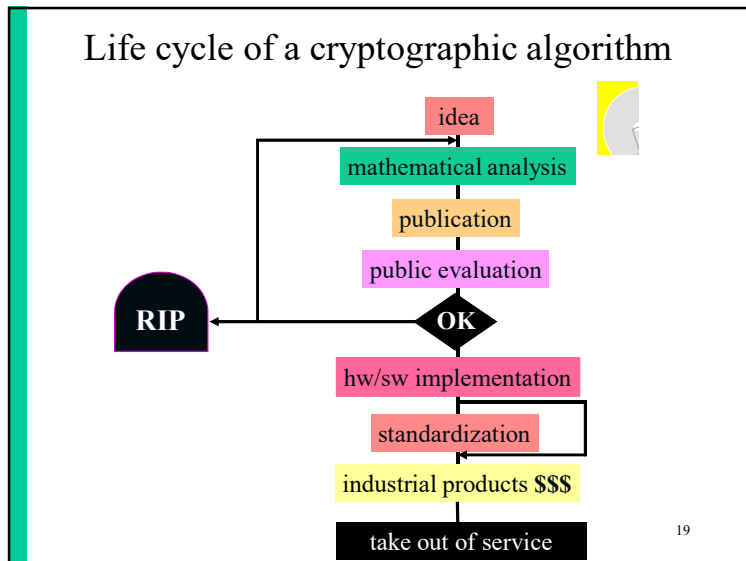 Life cycle of a cryptographic algorithm
idea
mathematical analysis
publication
public evaluation
RIP
OK
hw/sw implementation
standardization
industrial products $$$
take out of service
19